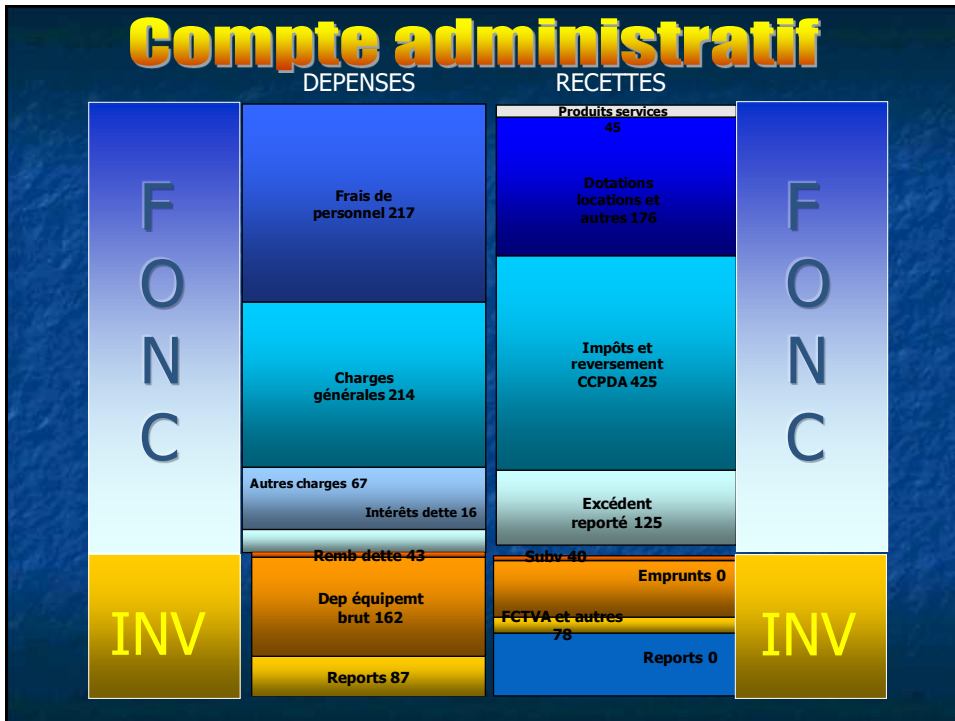 Compte administratif
DEPENSES
RECETTES
F
O
N
C
Frais de
personnel 217
Charges
générales 214
Autres charges 67
Intérêts dette 16
Produits services
45
Dotations
locations et
autres 176
Impôts et
reversement
CCPDA 425
Excédent
reporté 125
F
O
N
C
INV
Remb dette 43
Dep équipemt
brut 162
Reports 87
Subv 40
Emprunts 0
FCTVA et autres
78
Reports 0
INV